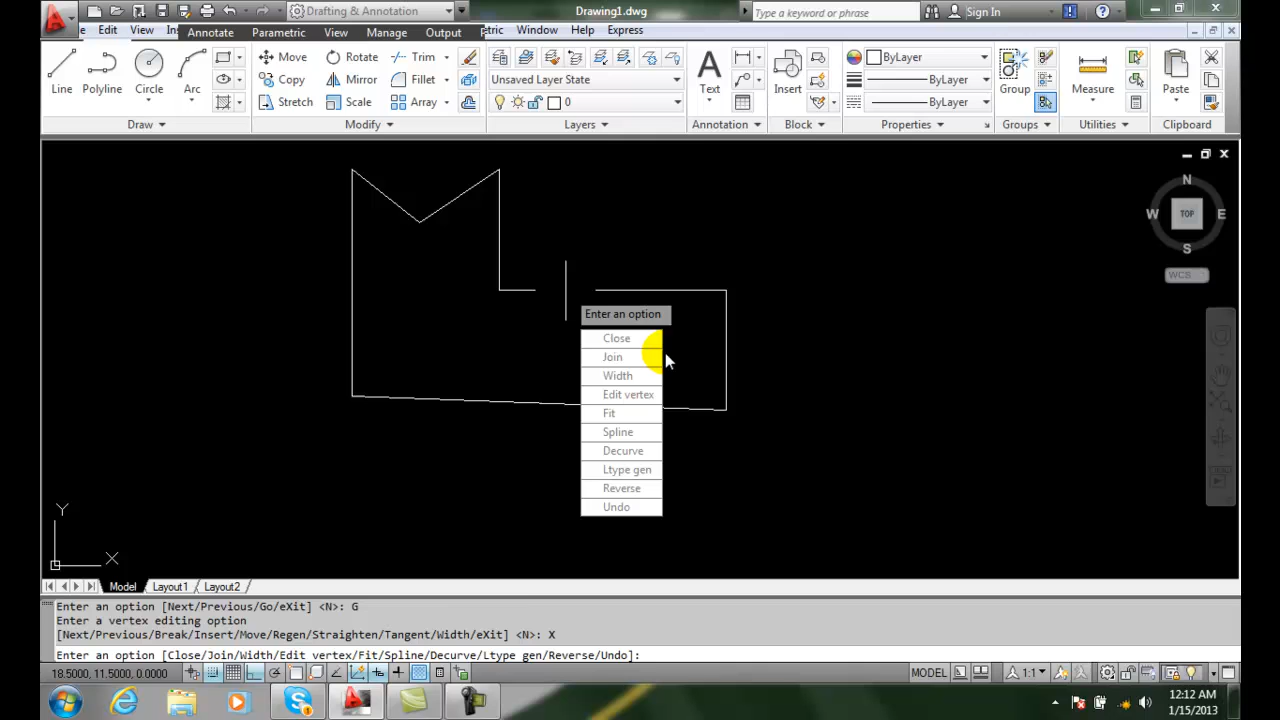 Drafting & Annotation
Drawing1.dwg
Type a keyword or phrase
Sign In
Edit View Ins
etric Window Help Express
Annotate Parametric View Manage Output
Line Polyline Circle Arc
Move Rotate Trim
Copy Mirror Fillet
Stretch Scale Array
Unsaved Layer State
0
Text
Insert
ByLayer
ByLayer
ByLayer
Group
Measure
Paste
Draw Modify Layers Annotation Block Properties Groups Utilities Clipboard
N
W TOP E
S
WCS
Enter an option
Close
Join
Width
Edit vertex
Fit
Spline
Decurve
Ltype gen
Reverse
Undo
Y
X
Model Layout1 Layout2
Enter an option [Next/Previous/Go/eXit] <N>: G
Enter a vertex editing option
[Next/Previous/Break/Insert/Move/Regen/Straighten/Tangent/Width/eXit] <N>: X
Enter an option [Close/Join/Width/Edit vertex/Fit/Spline/Decurve/Ltype gen/Reverse/Undo]:
18.5000, 11.5000, 0.0000
MODEL
1:1
12:12 AM
1/15/2013